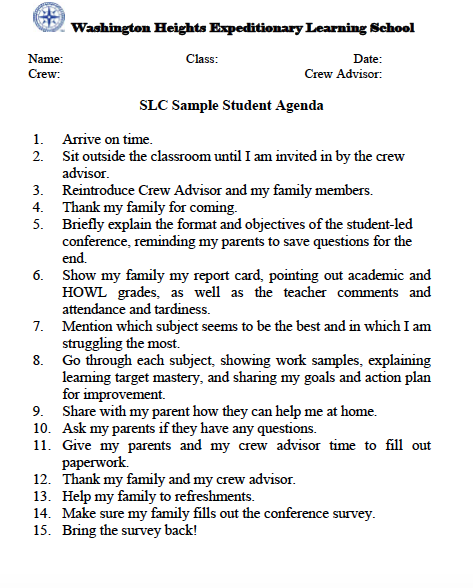 Washington Heights Expeditionary Learning School
Name: Class: Date:
Crew: Crew Advisor:
SLC Sample Student Agenda
1. Arrive on time.
2. Sit outside the classroom until I am invited in by the crew
advisor.
3. Reintroduce Crew Advisor and my family members.
4. Thank my family for coming.
5. Briefly explain the format and objectives of the student-led
conference, reminding my parents to save questions for the
end.
6. Show my family my report card, pointing out academic and
HOWL grades, as well as the teacher comments and
attendance and tardiness.
7. Mention which subject seems to be the best and in which I am
struggling the most.
8. Go through each subject, showing work samples, explaining
learning target mastery, and sharing my goals and action plan
for improvement.
9. Share with my parent how they can help me at home.
10. Ask my parents if they have any questions.
11. Give my parents and my crew advisor time to fill out
paperwork.
12. Thank my family and my crew advisor.
13. Help my family to refreshments.
14. Make sure my family fills out the conference survey.
15. Bring the survey back!